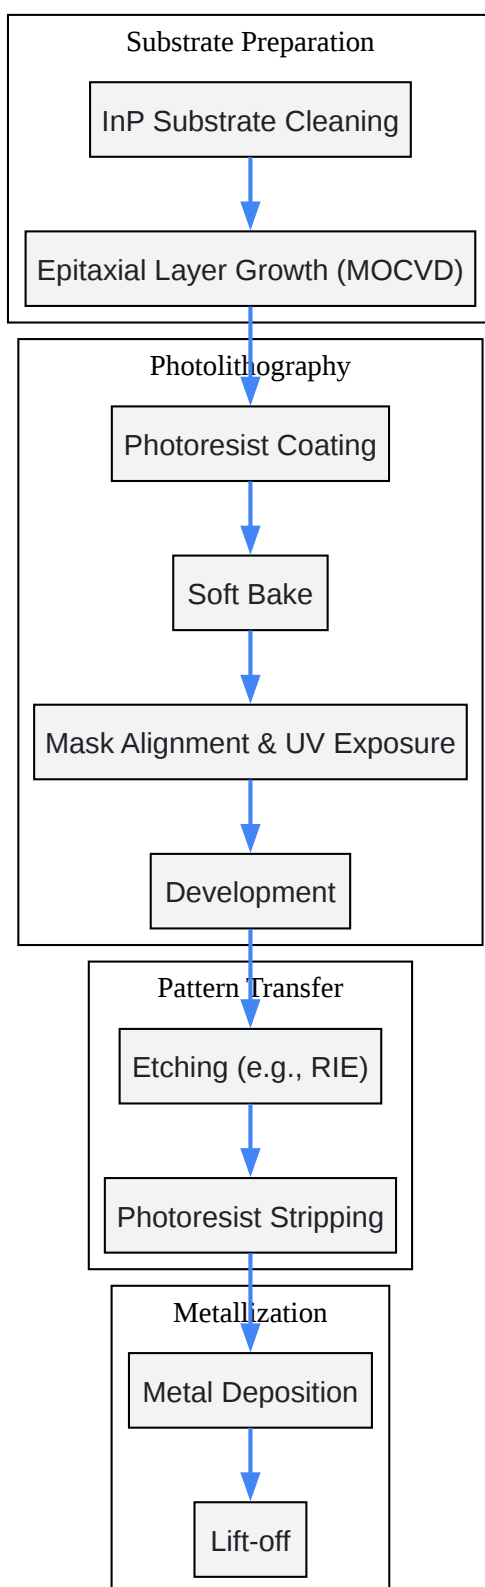 Substrate Preparation
InP Substrate Cleaning
Epitaxial Layer Growth (MOCVD)
Photolithography
Photoresist Coating
Soft Bake
Mask Alignment & UV Exposure
Development
Pattern Transfer
Etching (e.g., RIE)
Photoresist Stripping
Metallization
Metal Deposition
Lift-off